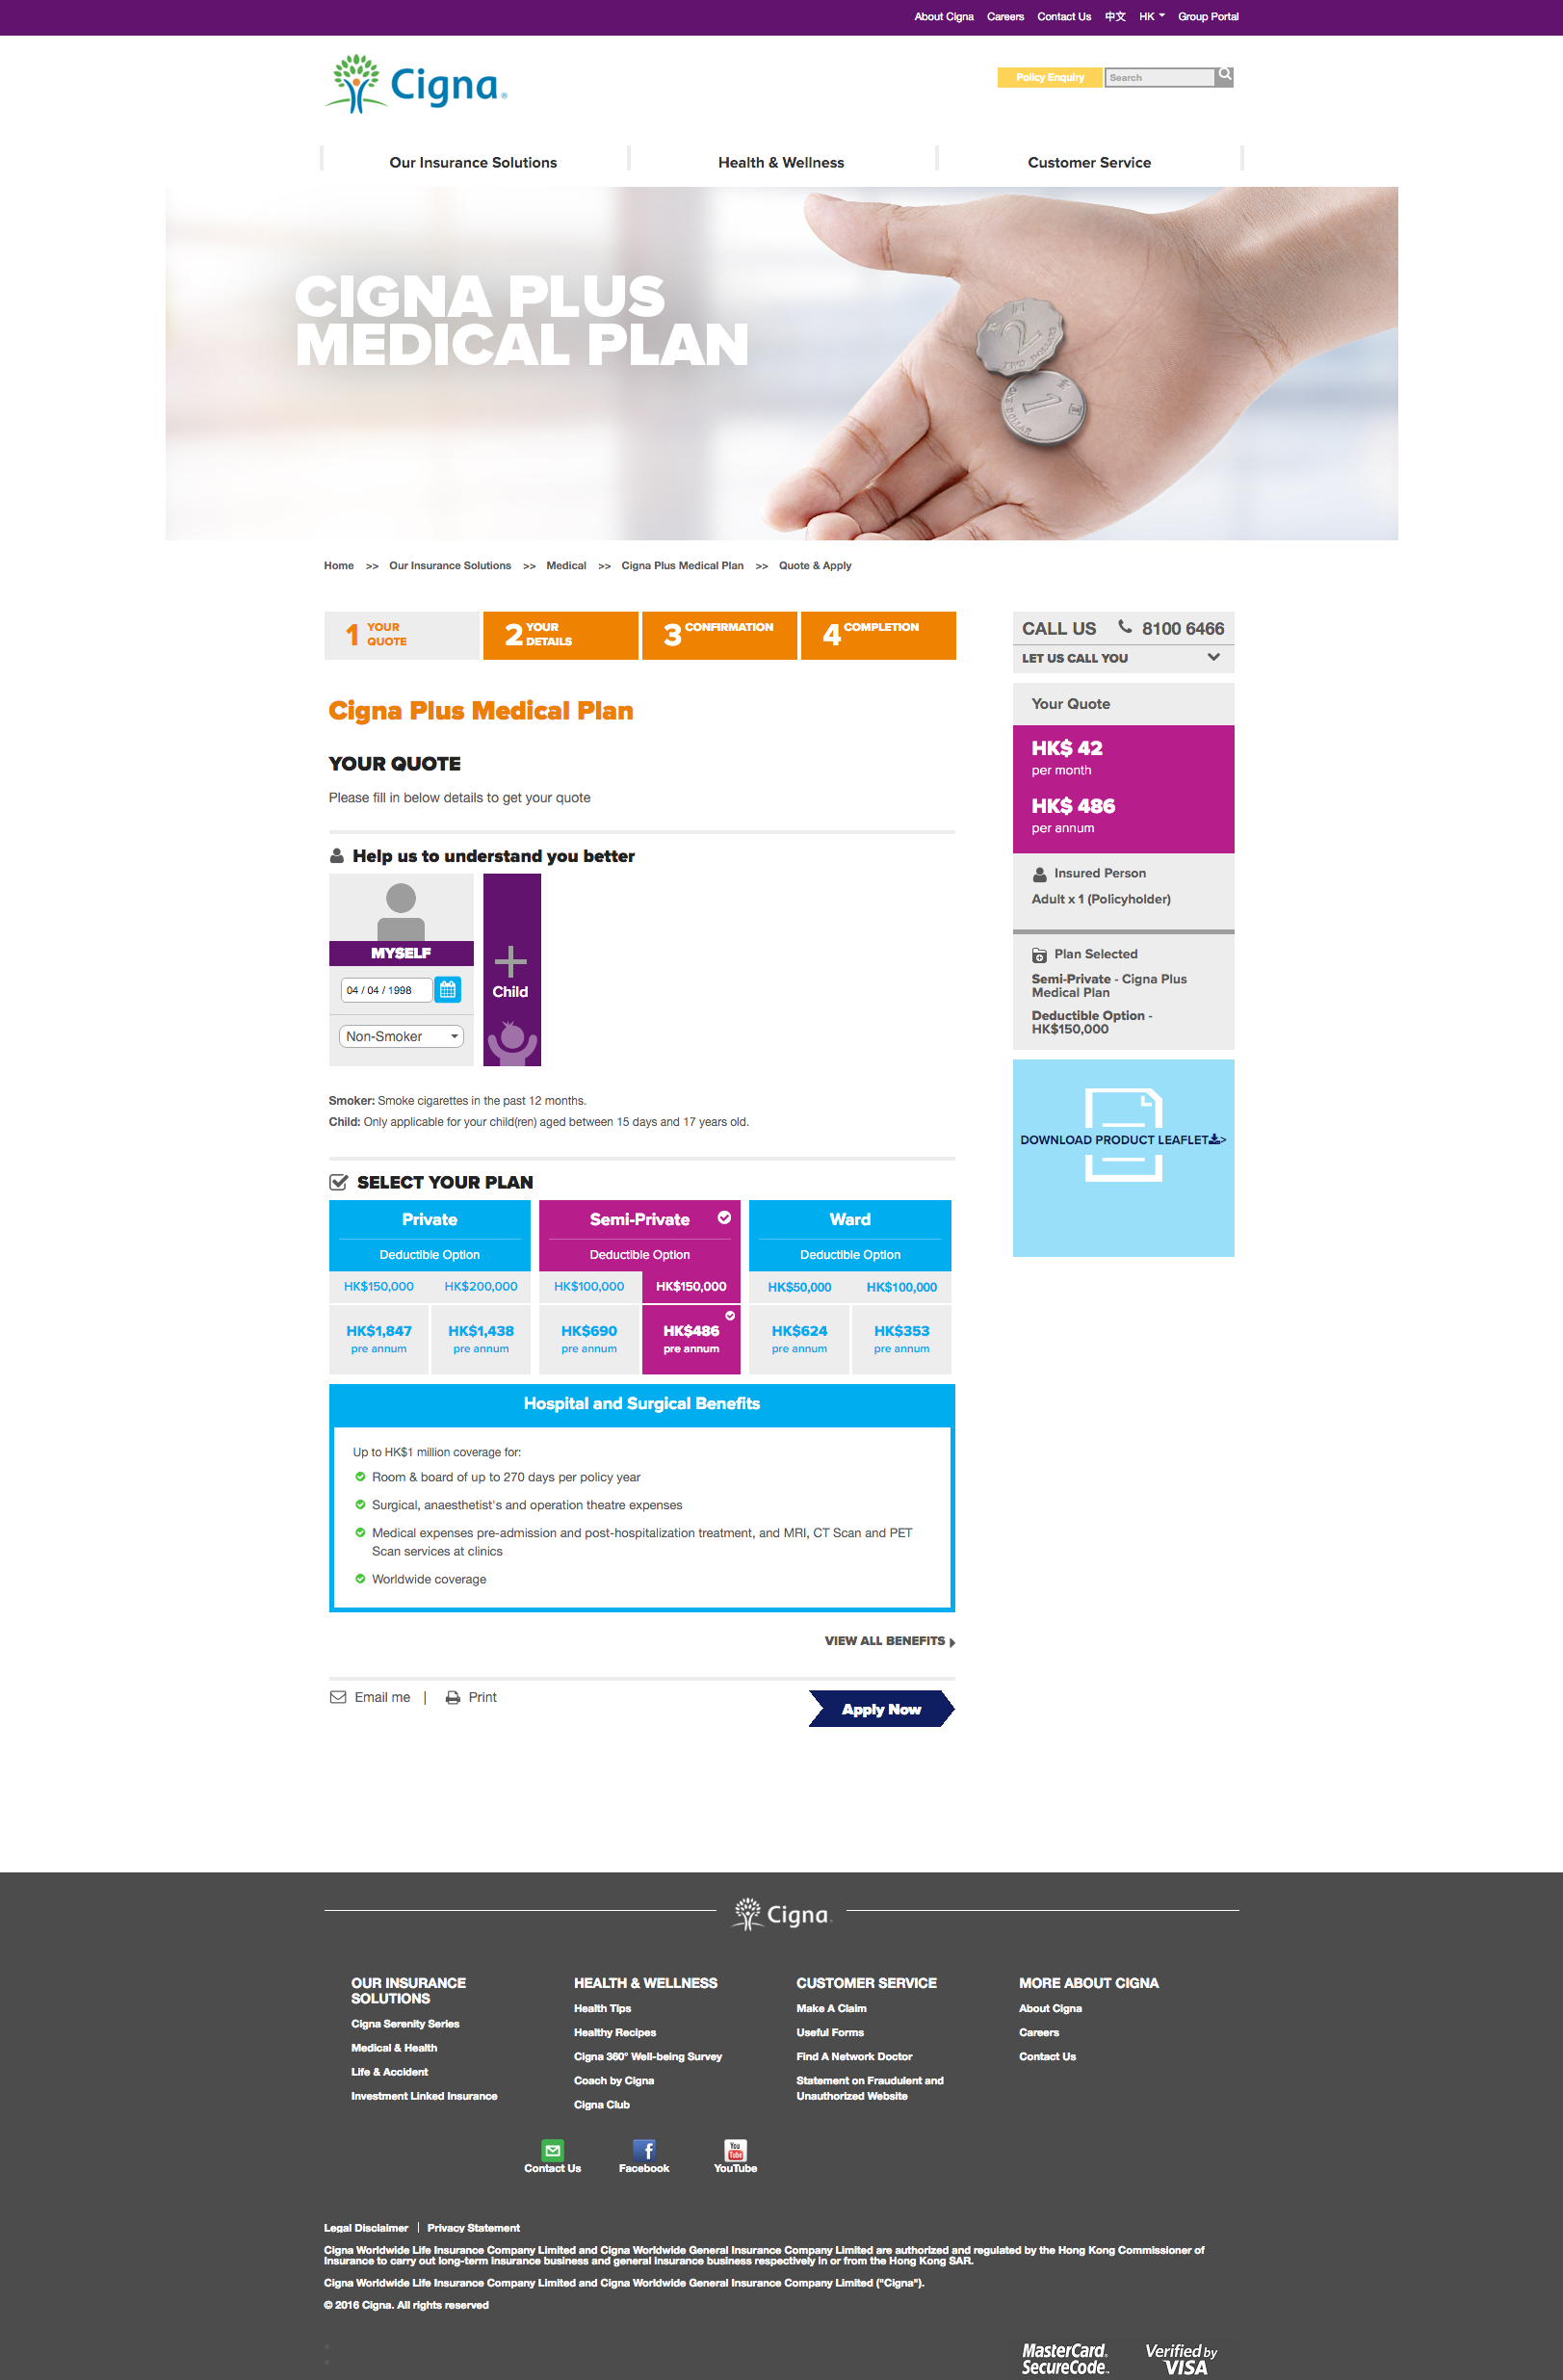 About Cigna Careers Contact Us 中文 HK Group Portal
Cigna®
Policy Enquiry Search
Our Insurance Solutions Health & Wellness Customer Service
CIGNA PLUS
MEDICAL PLAN
Home >> Our Insurance Solutions >> Medical >> Cigna Plus Medical Plan >> Quote & Apply
1 YOUR QUOTE
2 YOUR DETAILS
3 CONFIRMATION
4 COMPLETION
CALL US 8100 6466
LET US CALL YOU
Cigna Plus Medical Plan
YOUR QUOTE
Please fill in below details to get your quote
Help us to understand you better
MYSELF
04 / 04 / 1998
Non-Smoker
Child
Smoker: Smoke cigarettes in the past 12 months.
Child: Only applicable for your child(ren) aged between 15 days and 17 years old.
Your Quote
HK$ 42
per month
HK$ 486
per annum
Insured Person
Adult x 1 (Policyholder)
Plan Selected
Semi-Private - Cigna Plus
Medical Plan
Deductible Option -
HK$150,000
DOWNLOAD PRODUCT LEAFLET>
SELECT YOUR PLAN
Private Semi-Private Ward
Deductible Option Deductible Option Deductible Option
HK$150,000 HK$200,000 HK$100,000 HK$150,000 HK$50,000 HK$100,000
HK$1,847 HK$1,438 HK$690 HK$486 HK$624 HK$353
pre annum pre annum pre annum pre annum pre annum pre annum
Hospital and Surgical Benefits
Up to HK$1 million coverage for:
Room & board of up to 270 days per policy year
Surgical, anaesthetist's and operation theatre expenses
Medical expenses pre-admission and post-hospitalization treatment, and MRI, CT Scan and PET
Scan services at clinics
Worldwide coverage
VIEW ALL BENEFITS
Email me | Print
Apply Now
Cigna
OUR INSURANCE
SOLUTIONS
Cigna Serenity Series
Medical & Health
Life & Accident
Investment Linked Insurance
HEALTH & WELLNESS
Health Tips
Healthy Recipes
Cigna 360° Well-being Survey
Coach by Cigna
Cigna Club
CUSTOMER SERVICE
Make A Claim
Useful Forms
Find A Network Doctor
Statement on Fraudulent and
Unauthorized Website
MORE ABOUT CIGNA
About Cigna
Careers
Contact Us
Contact Us Facebook YouTube
Legal Disclaimer | Privacy Statement
Cigna Worldwide Life Insurance Company Limited and Cigna Worldwide General Insurance Company Limited are authorized and regulated by the Hong Kong Commissioner of
Insurance to carry out long-term insurance business and general insurance business respectively in or from the Hong Kong SAR.
Cigna Worldwide Life Insurance Company Limited and Cigna Worldwide General Insurance Company Limited ("Cigna").
© 2016 Cigna. All rights reserved
MasterCard. SecureCode.
Verified by VISA